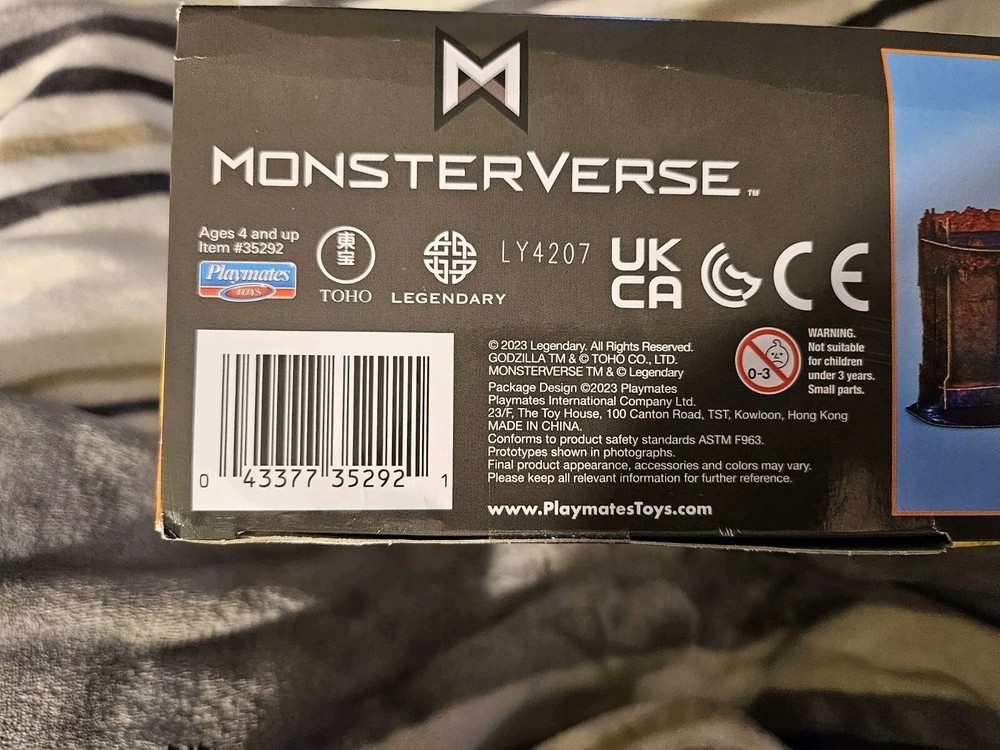 M
MONSTERVERSE™
Ages 4 and up
Item #35292
Playmates
TOYS
東宝
TOHO
LEGENDARY
LY4207
UK
CA
CE
© 2023 Legendary. All Rights Reserved.
GODZILLA TM & © TOHO CO., LTD.
MONSTERVERSE TM & © Legendary
Package Design ©2023 Playmates
Playmates International Company Ltd.
23/F, The Toy House, 100 Canton Road, TST, Kowloon, Hong Kong
MADE IN CHINA.
Conforms to product safety standards ASTM F963.
Prototypes shown in photographs.
Final product appearance, accessories and colors may vary.
Please keep all relevant information for further reference.
www.PlaymatesToys.com
0-3
WARNING.
Not suitable
for children
under 3 years.
Small parts.
0 43377 35292 1